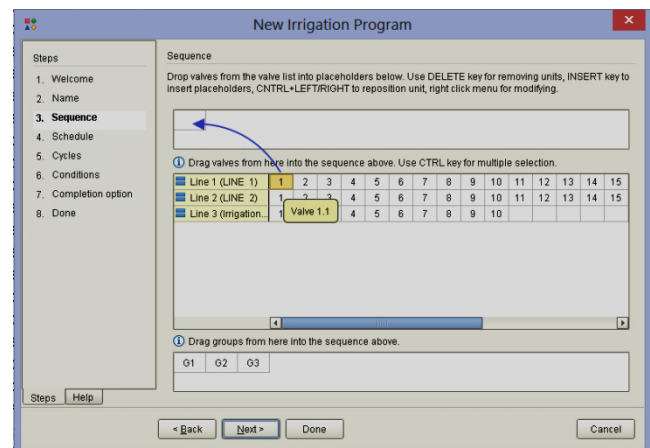 New Irrigation Program
Steps
1. Welcome
2. Name
3. Sequence
4. Schedule
5. Cycles
6. Conditions
7. Completion option
8. Done
Sequence
Drop valves from the valve list into placeholders below. Use DELETE key for removing units, INSERT key to
insert placeholders, CNTRL+LEFT/RIGHT to reposition unit, right click menu for modifying.
Drag valves from here into the sequence above. Use CTRL key for multiple selection.
Line 1 (LINE 1) 1 2 3 4 5 6 7 8 9 10 11 12 13 14 15
Line 2 (LINE 2) 1 2 3 4 5 6 7 8 9 10 11 12 13 14 15
Line 3 (Irrigation... 1 4 5 6 7 8 9 10
Valve 1.1
Drag groups from here into the sequence above.
G1 G2 G3
Steps Help
< Back Next > Done Cancel